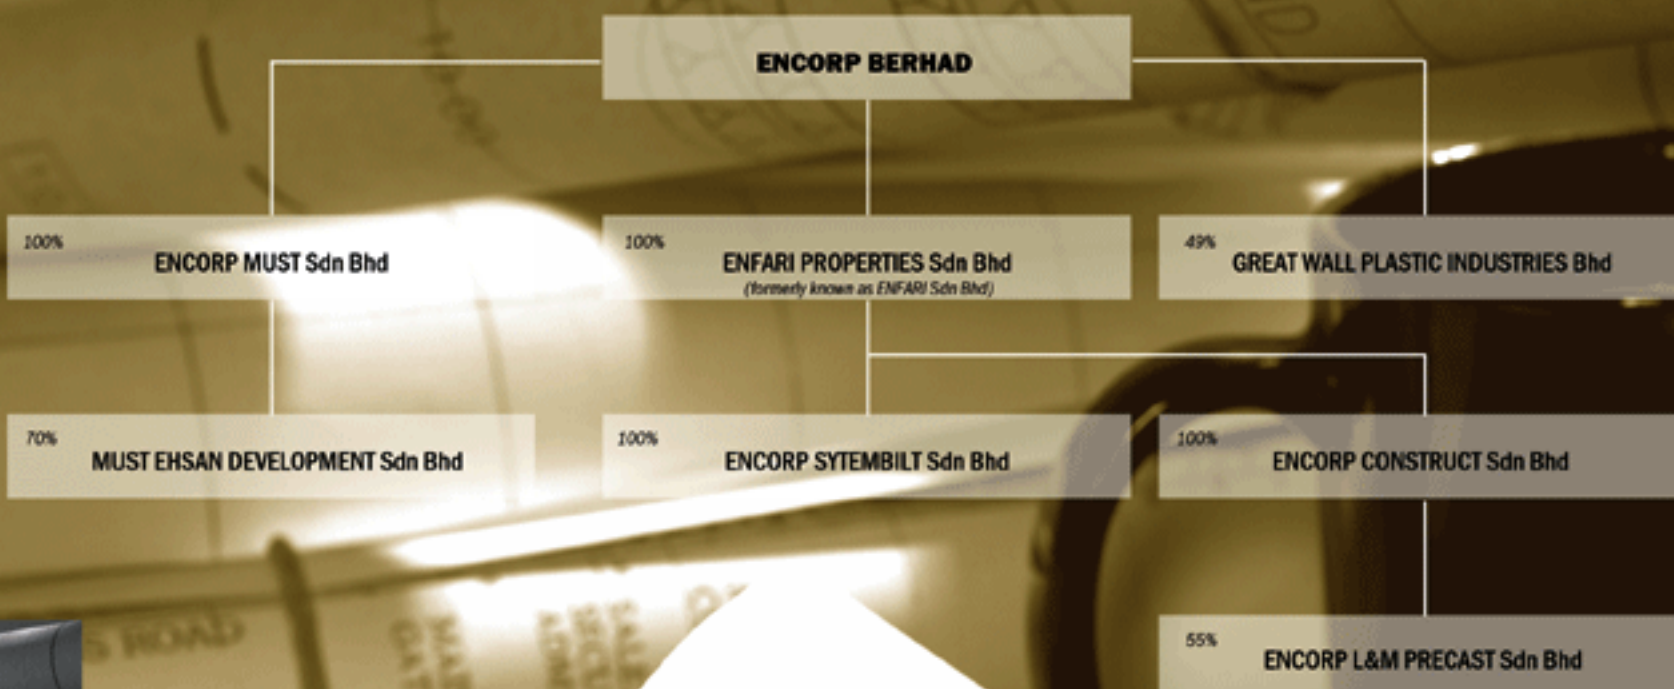 ENCORP BERHAD
100%
ENCORP MUST Sdn Bhd
100%
ENFARI PROPERTIES Sdn Bhd
(formerly known as ENFARI Sdn Bhd)
49%
GREAT WALL PLASTIC INDUSTRIES Bhd
70%
MUST EHSAN DEVELOPMENT Sdn Bhd
100%
ENCORP SYTEMBILT Sdn Bhd
100%
ENCORP CONSTRUCT Sdn Bhd
55%
ENCORP L&M PRECAST Sdn Bhd